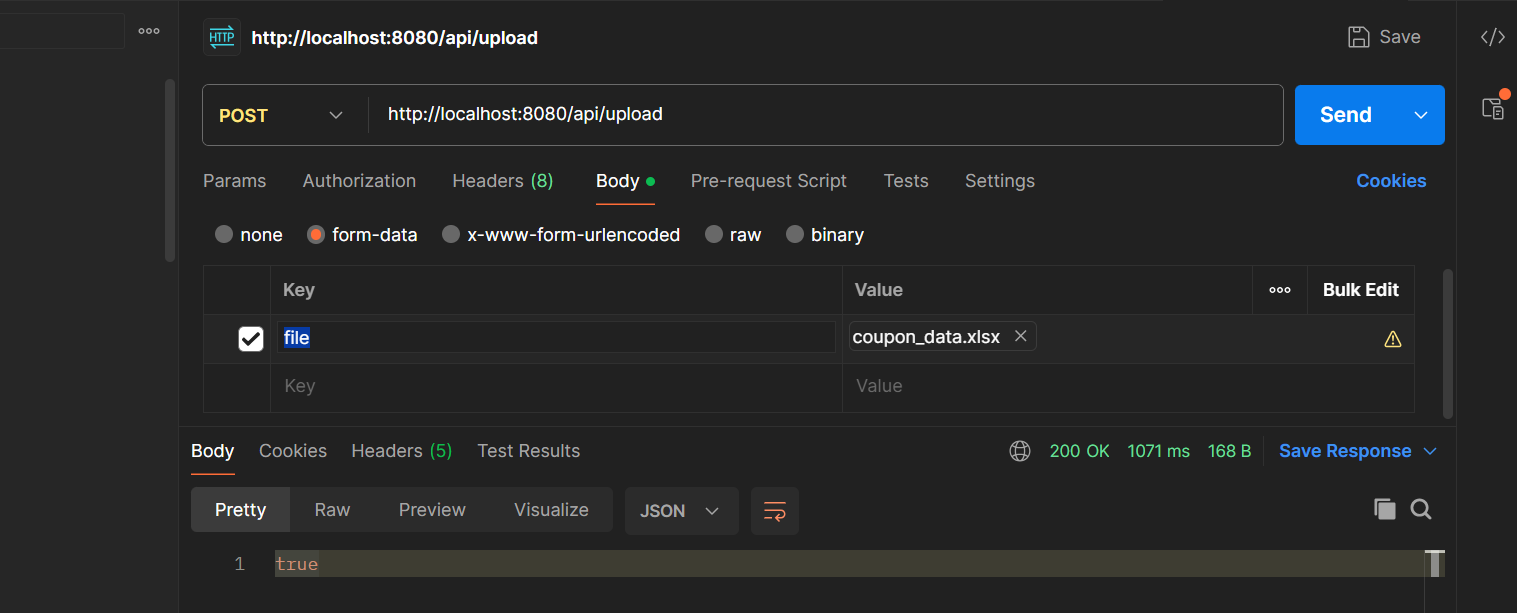 HTTP http://localhost:8080/api/upload Save
POST http://localhost:8080/api/upload Send
Params Authorization Headers (8) Body Pre-request Script Tests Settings Cookies
none form-data x-www-form-urlencoded raw binary
Key Value Bulk Edit
file coupon_data.xlsx
Key Value
Body Cookies Headers (5) Test Results 200 OK 1071 ms 168 B Save Response
Pretty Raw Preview Visualize JSON
1 true